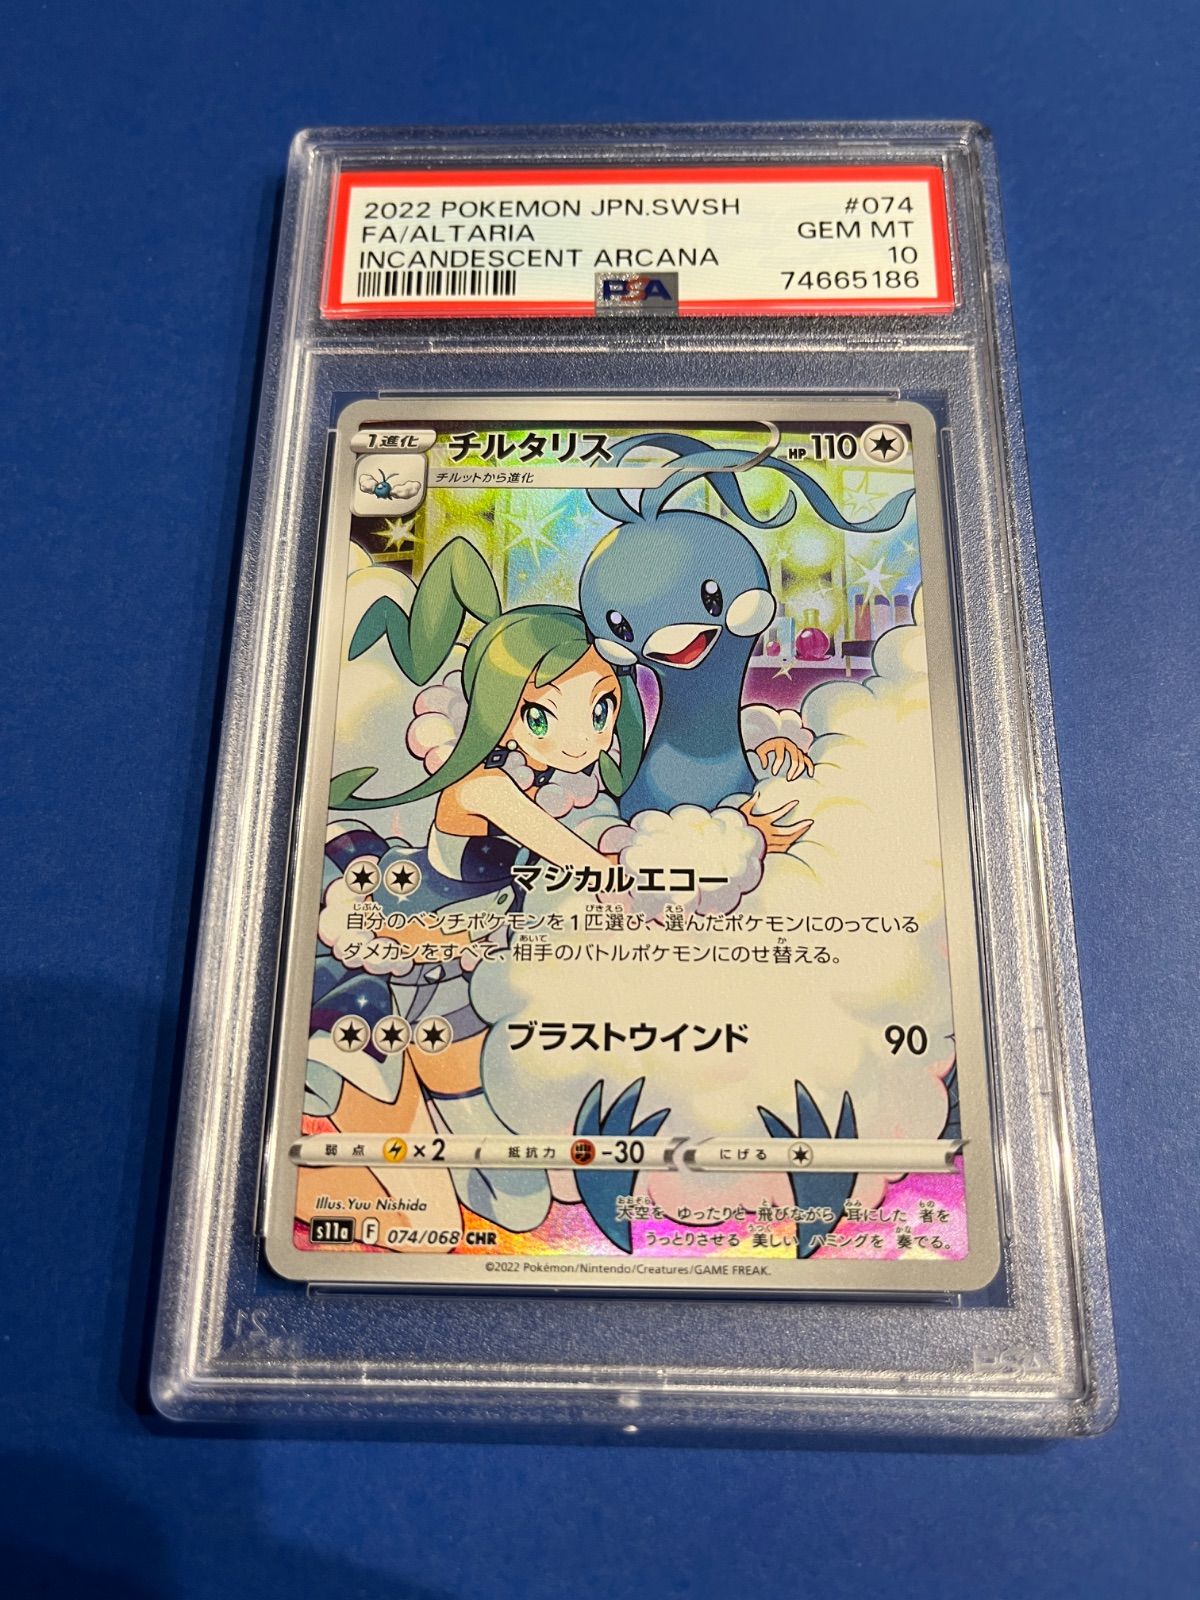 2022 POKEMON JPN.SWSH #074
FA/ALTARIA GEM MT
INCANDESCENT ARCANA 10
PSA 74665186
1進化 チルタリス HP110
チルットから進化
マジカルエコー
自分のベンチポケモンを1匹選び、選んだポケモンにのっている
ダメカンをすべて、相手のバトルポケモンにのせ替える。
ブラストウインド 90
弱点 ×2 抵抗力 -30 にげる
Illus.Yuu Nishida
大空を ゆったりと 飛びながら 耳にした 者を
うっとりさせる 美しい ハミングを 奏でる。
s11a F 074/068 CHR
©2022 Pokémon/Nintendo/Creatures/GAME FREAK.